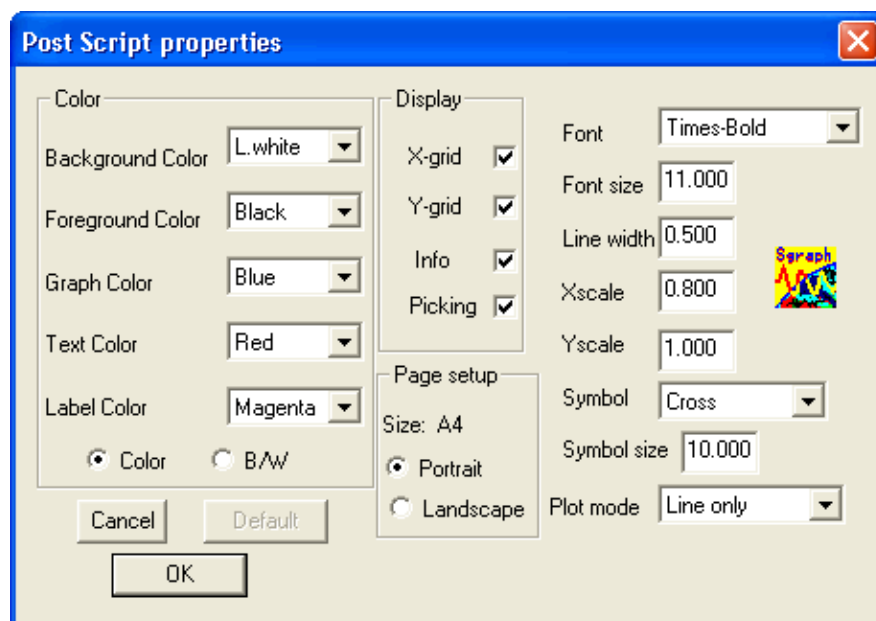 Post Script properties
Color
Background Color L.white
Foreground Color Black
Graph Color Blue
Text Color Red
Label Color Magenta
Color B/W
Cancel Default
OK
Display
X-grid
Y-grid
Info
Picking
Page setup
Size: A4
Portrait
Landscape
Font Times-Bold
Font size 11.000
Line width 0.500
Xscale 0.800
Yscale 1.000
Symbol Cross
Symbol size 10.000
Plot mode Line only
Sgraph